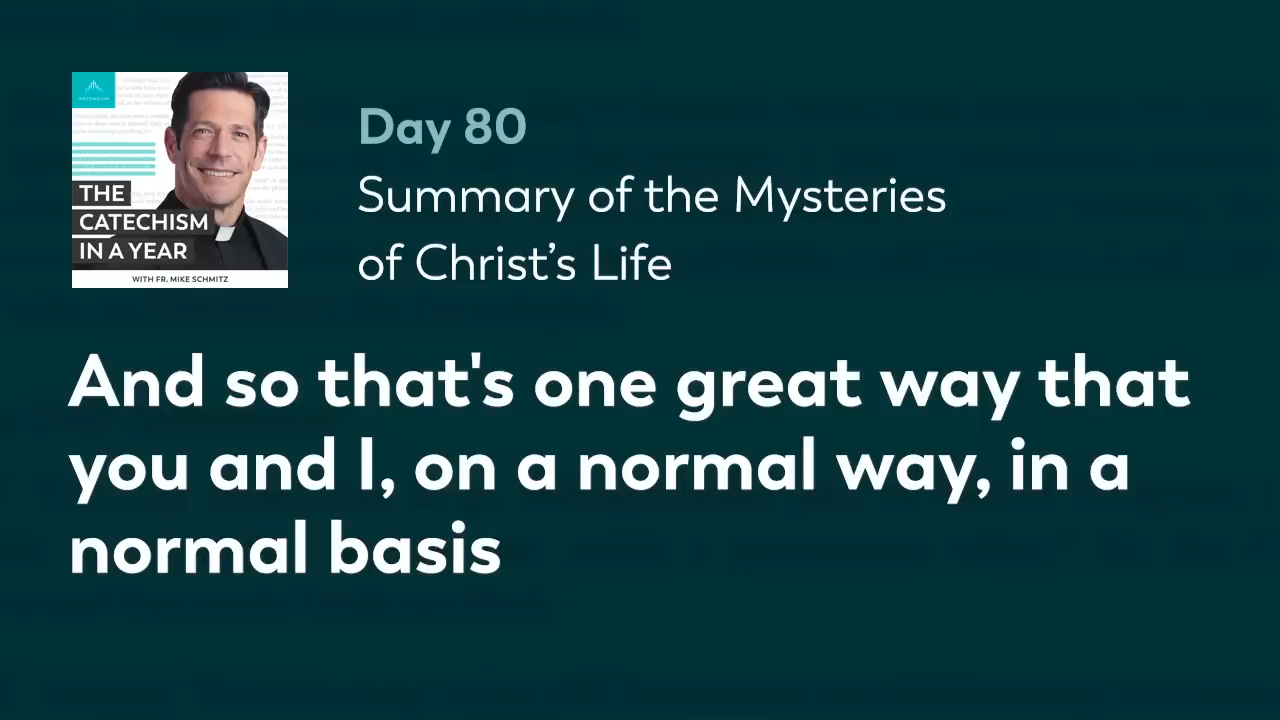 ASCENSION
THE
CATECHISM
IN A YEAR
WITH FR. MIKE SCHMITZ
Day 80
Summary of the Mysteries
of Christ’s Life
And so that's one great way that
you and I, on a normal way, in a
normal basis